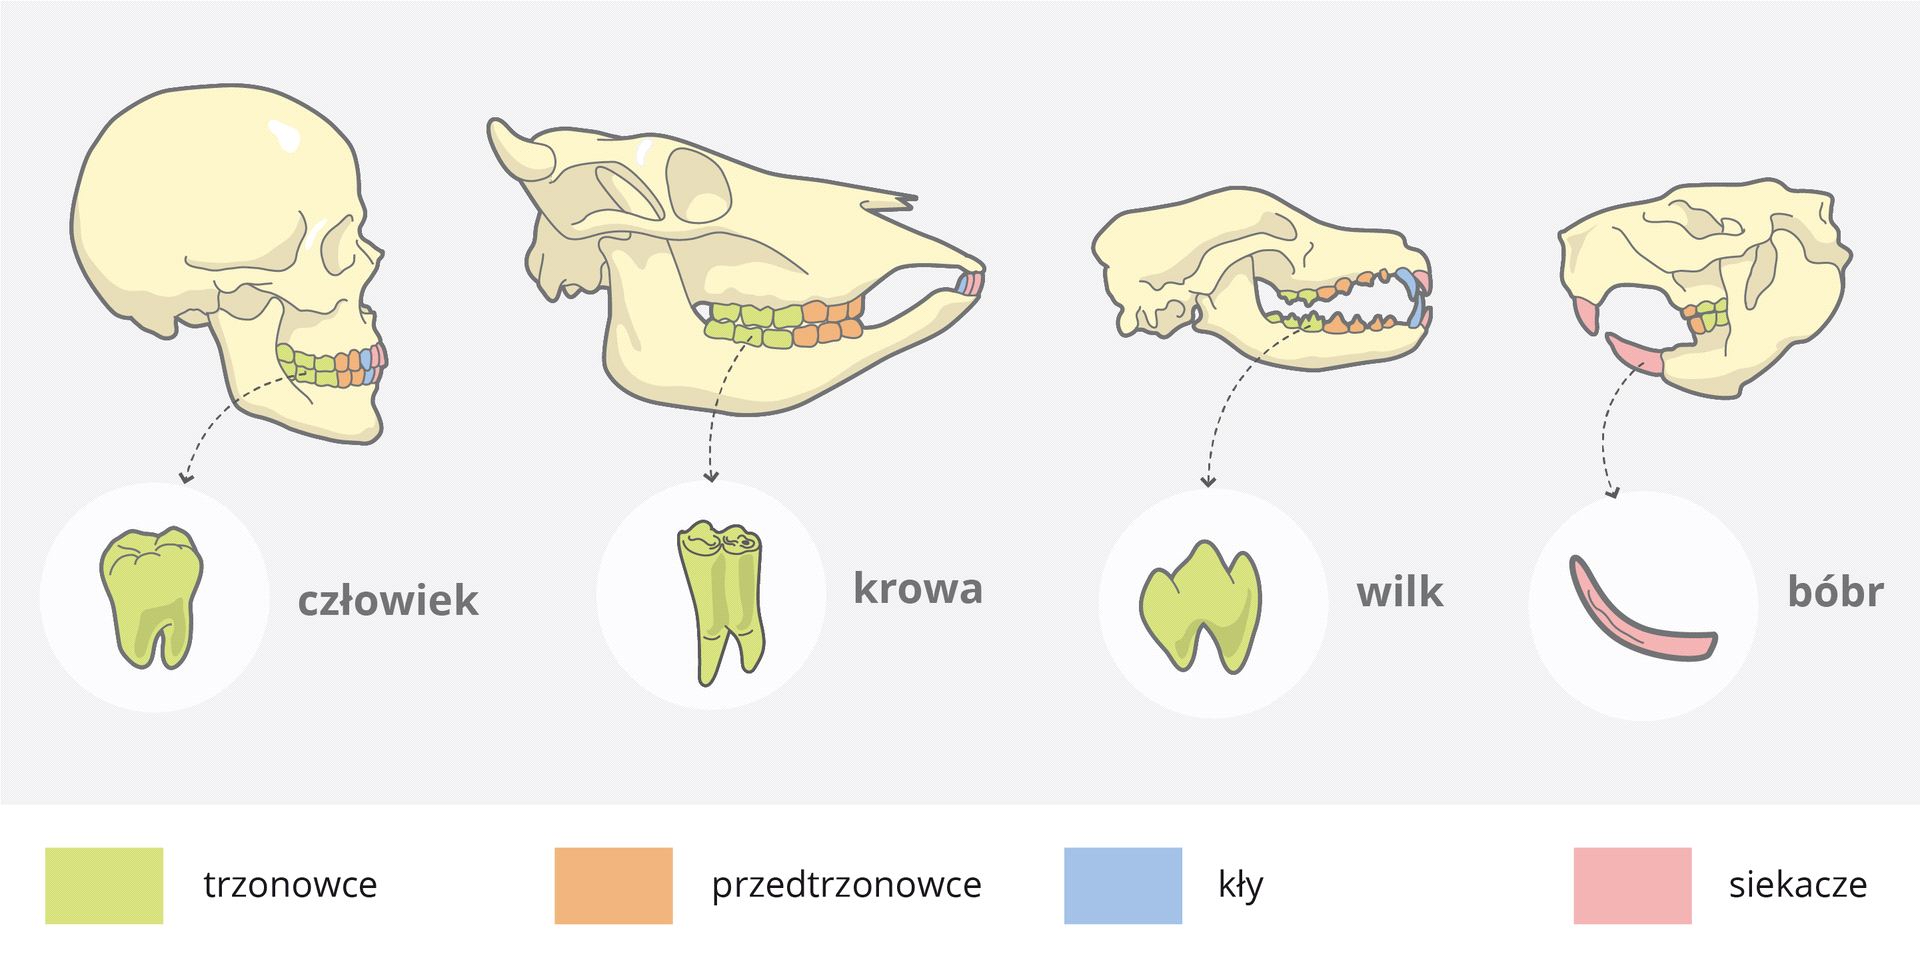 człowiek
krowa
wilk
bóbr
trzonowce
przedtrzonowce
kły
siekacze